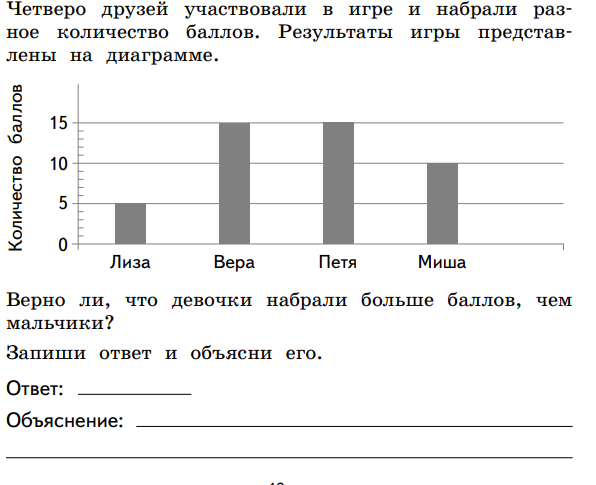 Четверо друзей участвовали в игре и набрали раз-
ное количество баллов. Результаты игры представ-
лены на диаграмме.
Количество баллов
15
10
5
0
Лиза Вера Петя Миша
Верно ли, что девочки набрали больше баллов, чем
мальчики?
Запиши ответ и объясни его.
Ответ:
Объяснение: